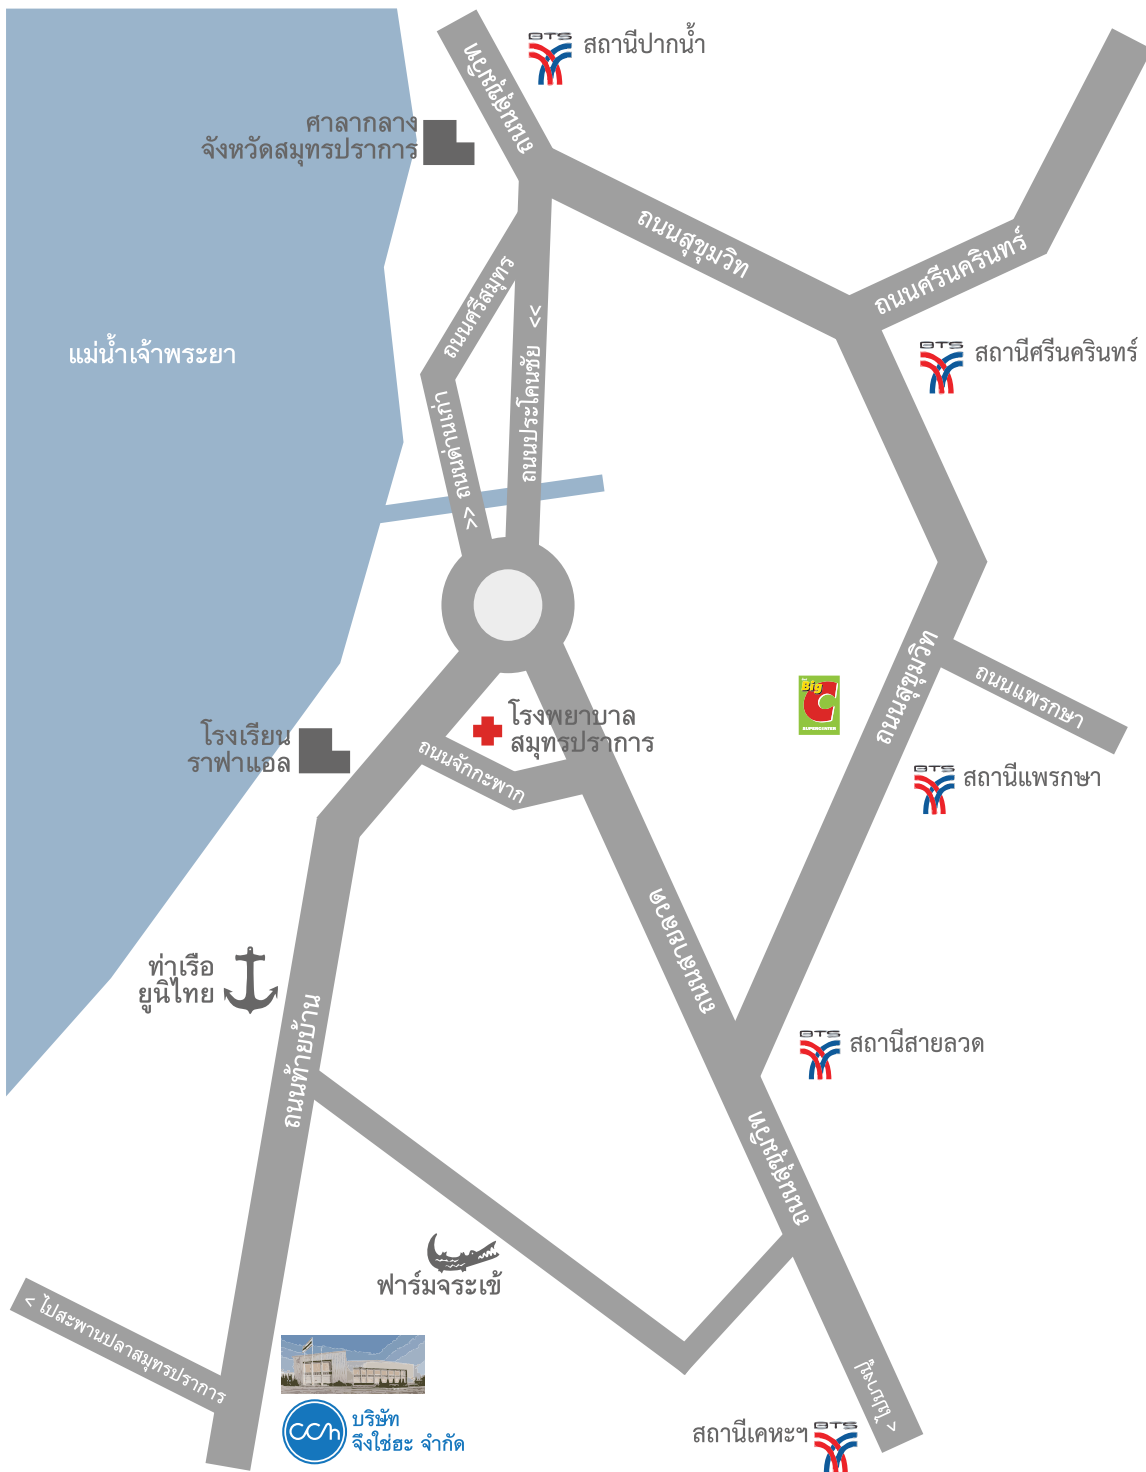 BTS
สถานีปากน้ำ
ถนนสุขุมวิท
ศาลากลาง
จังหวัดสมุทรปราการ
ถนนสุขุมวิท
ถนนศรีนครินทร์
ถนนศรีสมุทร
BTS
สถานีศรีนครินทร์
แม่น้ำเจ้าพระยา
ถนนประโคนชัย <<
ถนนด่านเก่า >>
ถนนสุขุมวิท
ถนนแพรกษา
Big
C
SUPERCENTER
โรงพยาบาล
สมุทรปราการ
โรงเรียน
ราฟาแอล
ถนนจักกะพาก
BTS
สถานีแพรกษา
ถนนสายลวด
ท่าเรือ
ยูนิไทย
ถนนท้ายบ้าน
BTS
สถานีสายลวด
ถนนสุขุมวิท
ฟาร์มจระเข้
< ไปสะพานปลาสมุทรปราการ
< ไปบางปู
cch
บริษัท
จึงใช่ฮะ จำกัด
สถานีเคหะฯ
BTS